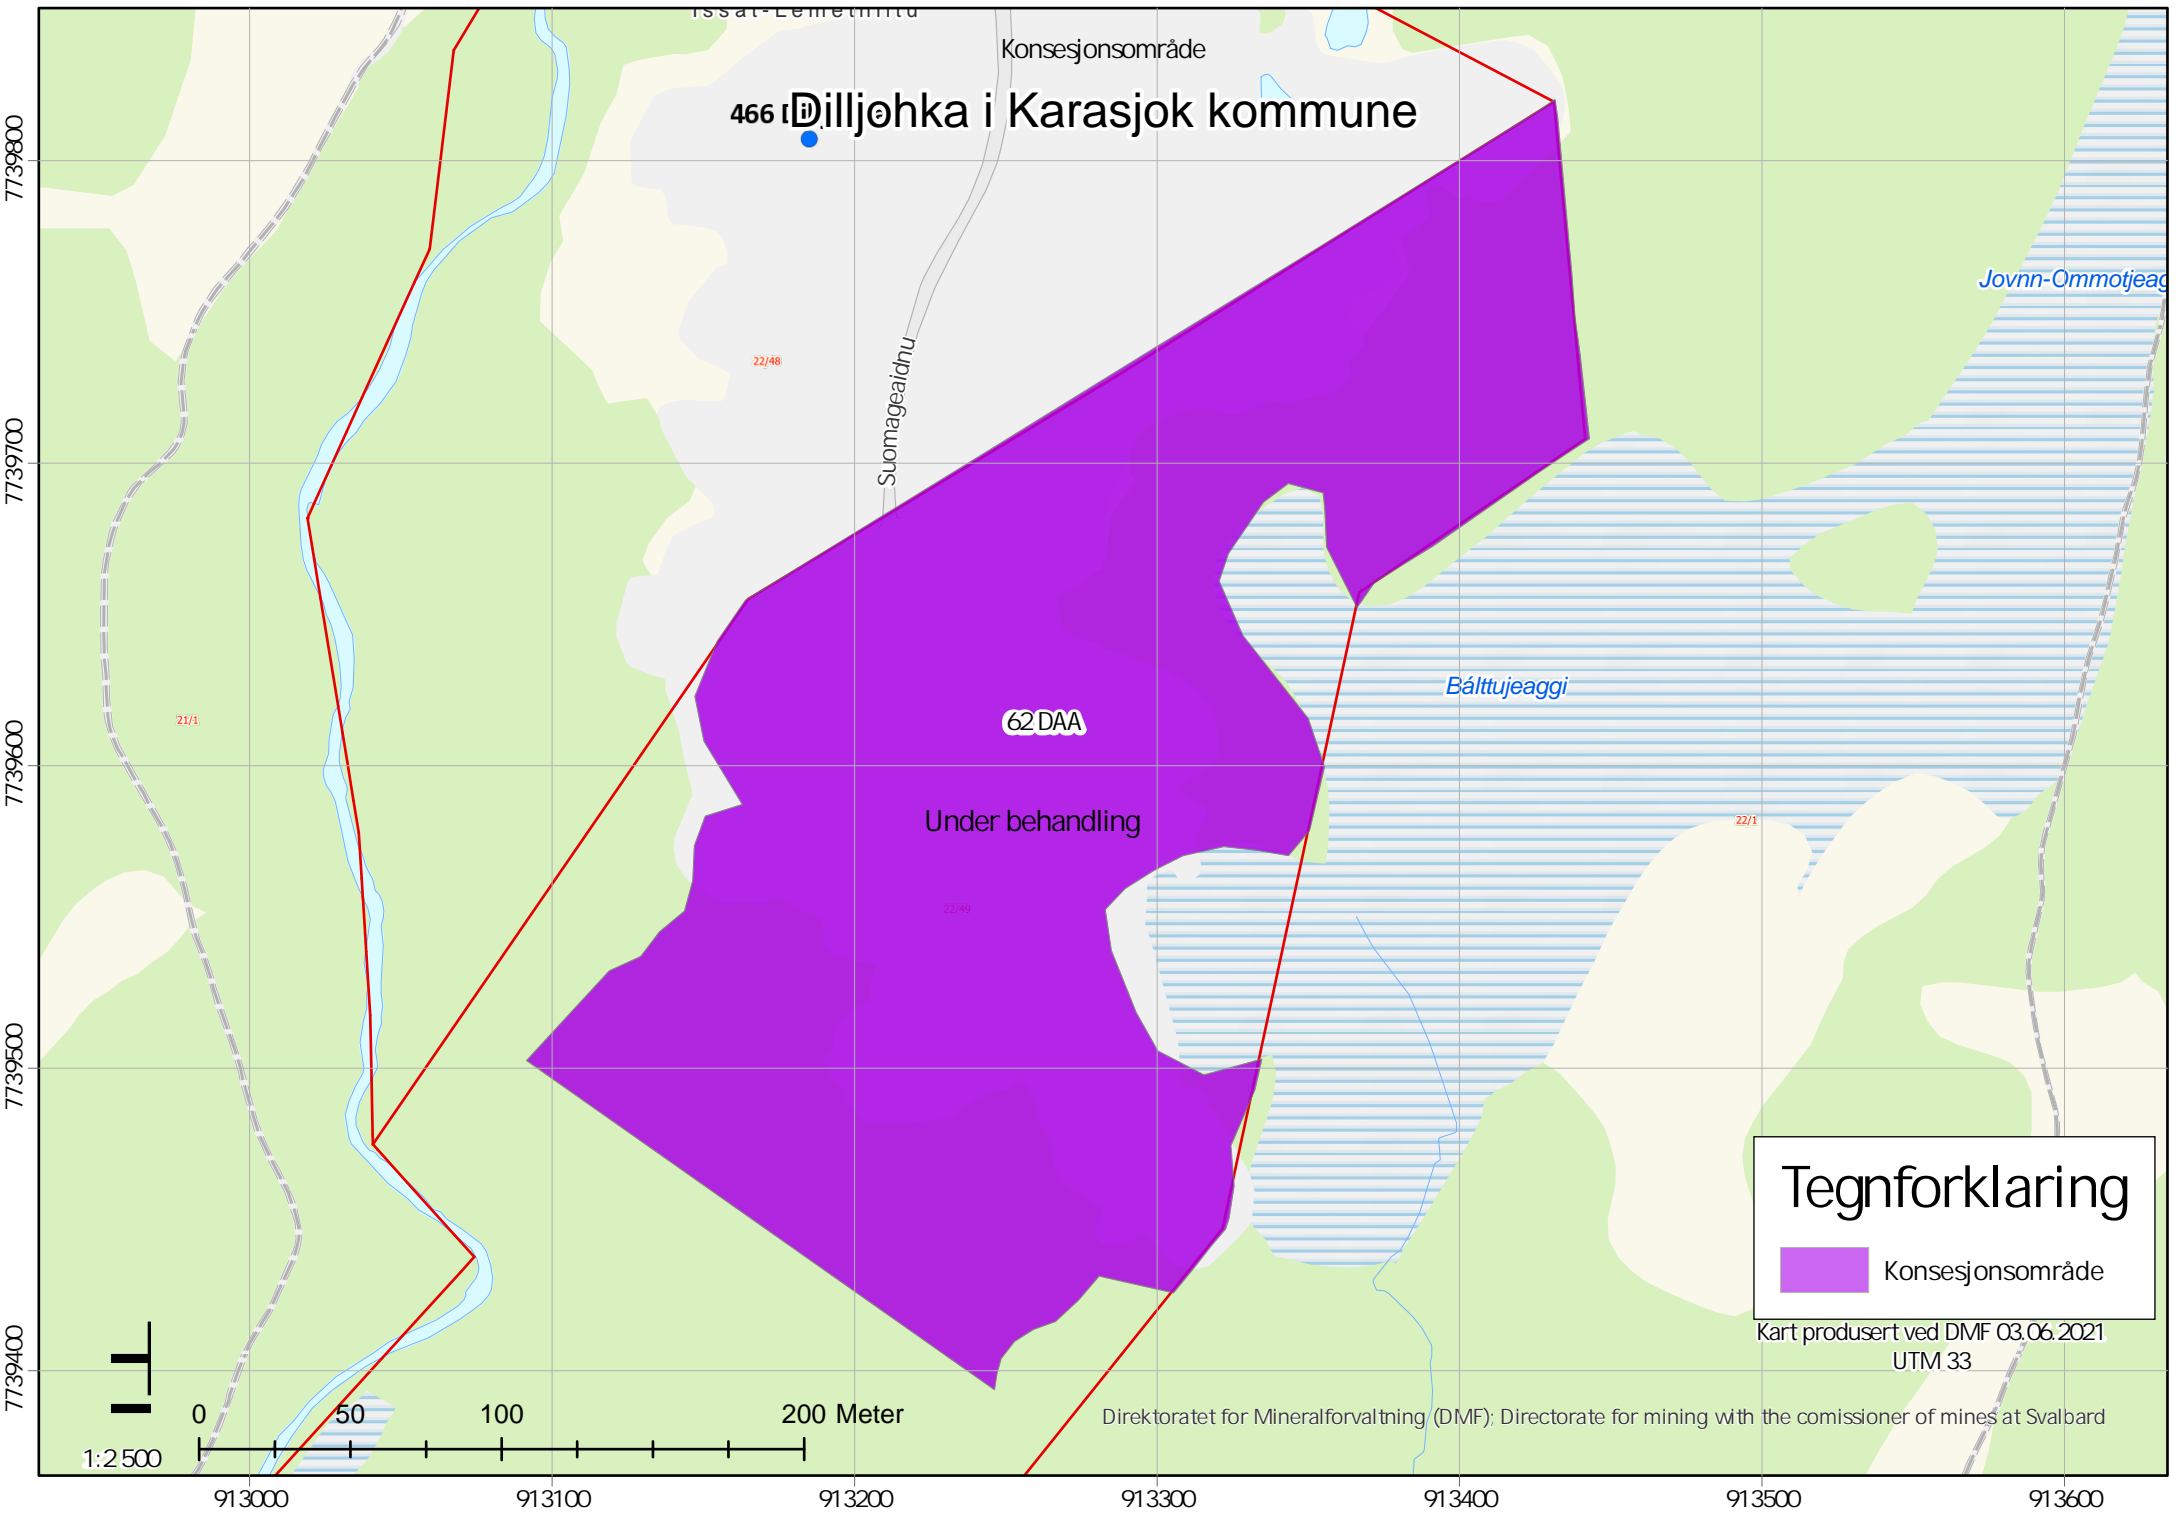 Issát-Lemetniitu
Konsesjonsområde
466
Dilljohka i Karasjok kommune
Jovnn-Ommotjeag
22/48
Suomageaidnu
Bálttujeaggi
62 DAA
21/1
Under behandling
22/1
22/49
Tegnforklaring
Konsesjonsområde
Kart produsert ved DMF 03.06.2021
UTM 33
0 50 100 200 Meter
1:2 500
Direktoratet for Mineralforvaltning (DMF); Directorate for mining with the comissioner of mines at Svalbard
7739800
7739700
7739600
7739500
7739400
913000 913100 913200 913300 913400 913500 913600